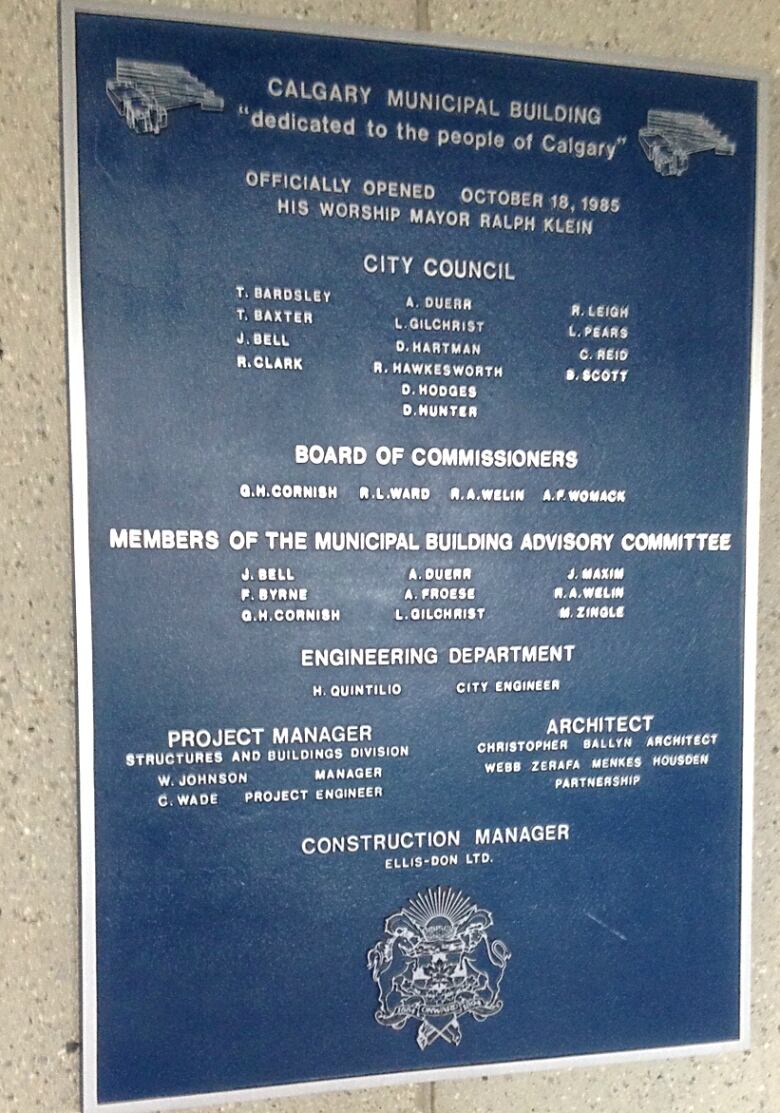 CALGARY MUNICIPAL BUILDING
"dedicated to the people of Calgary"
OFFICIALLY OPENED OCTOBER 18, 1985
HIS WORSHIP MAYOR RALPH KLEIN
CITY COUNCIL
T. BARDSLEY A. DUERR R. LEIGH
T. BAXTER L. GILCHRIST L. PEARS
J. BELL D. HARTMAN C. REID
R. CLARK R. HAWKESWORTH B. SCOTT
D. HODGES
D. HUNTER
BOARD OF COMMISSIONERS
G.H. CORNISH R.L. WARD R.A. WELIN A.F. WOMACK
MEMBERS OF THE MUNICIPAL BUILDING ADVISORY COMMITTEE
J. BELL A. DUERR J. MAXIM
F. BYRNE A. FROESE R.A. WELIN
G.H. CORNISH L. GILCHRIST M. ZINGLE
ENGINEERING DEPARTMENT
H. QUINTILIO CITY ENGINEER
PROJECT MANAGER
STRUCTURES AND BUILDINGS DIVISION
W. JOHNSON MANAGER
C. WADE PROJECT ENGINEER
ARCHITECT
CHRISTOPHER BALLYN ARCHITECT
WEBB ZERAFA MENKES HOUSDEN
PARTNERSHIP
CONSTRUCTION MANAGER
ELLIS-DON LTD.
ONWARD